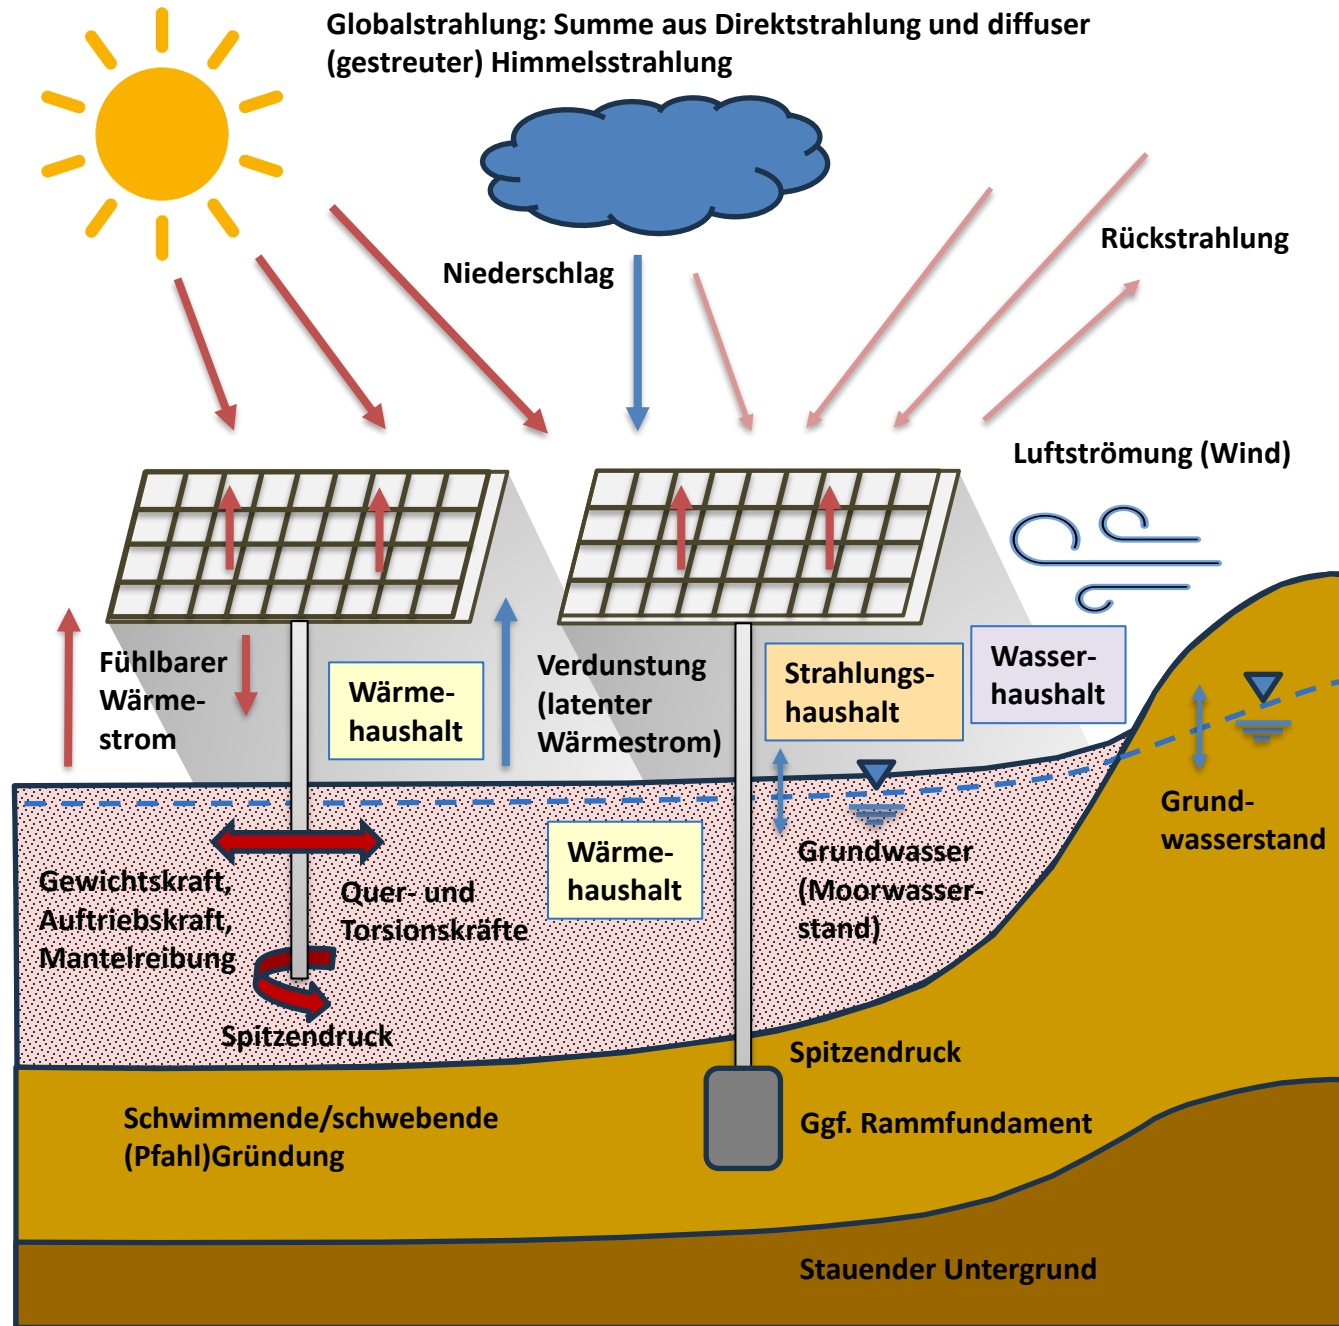 Globalstrahlung: Summe aus Direktstrahlung und diffuser
(gestreuter) Himmelsstrahlung
Rückstrahlung
Niederschlag
Luftströmung (Wind)
Fühlbarer
Wärme-
strom
Wärme-
haushalt
Verdunstung
(latenter
Wärmestrom)
Strahlungs-
haushalt
Wasser-
haushalt
Grund-
wasserstand
Gewichtskraft,
Auftriebskraft,
Mantelreibung
Quer- und
Torsionskräfte
Wärme-
haushalt
Grundwasser
(Moorwasser-
stand)
Spitzendruck
Spitzendruck
Schwimmende/schwebende
(Pfahl)Gründung
Ggf. Rammfundament
Stauender Untergrund